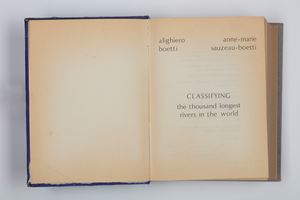 alighiero anne-marie
boetti sauzeau-boetti
CLASSIFYING
the thousand longest
rivers in the world